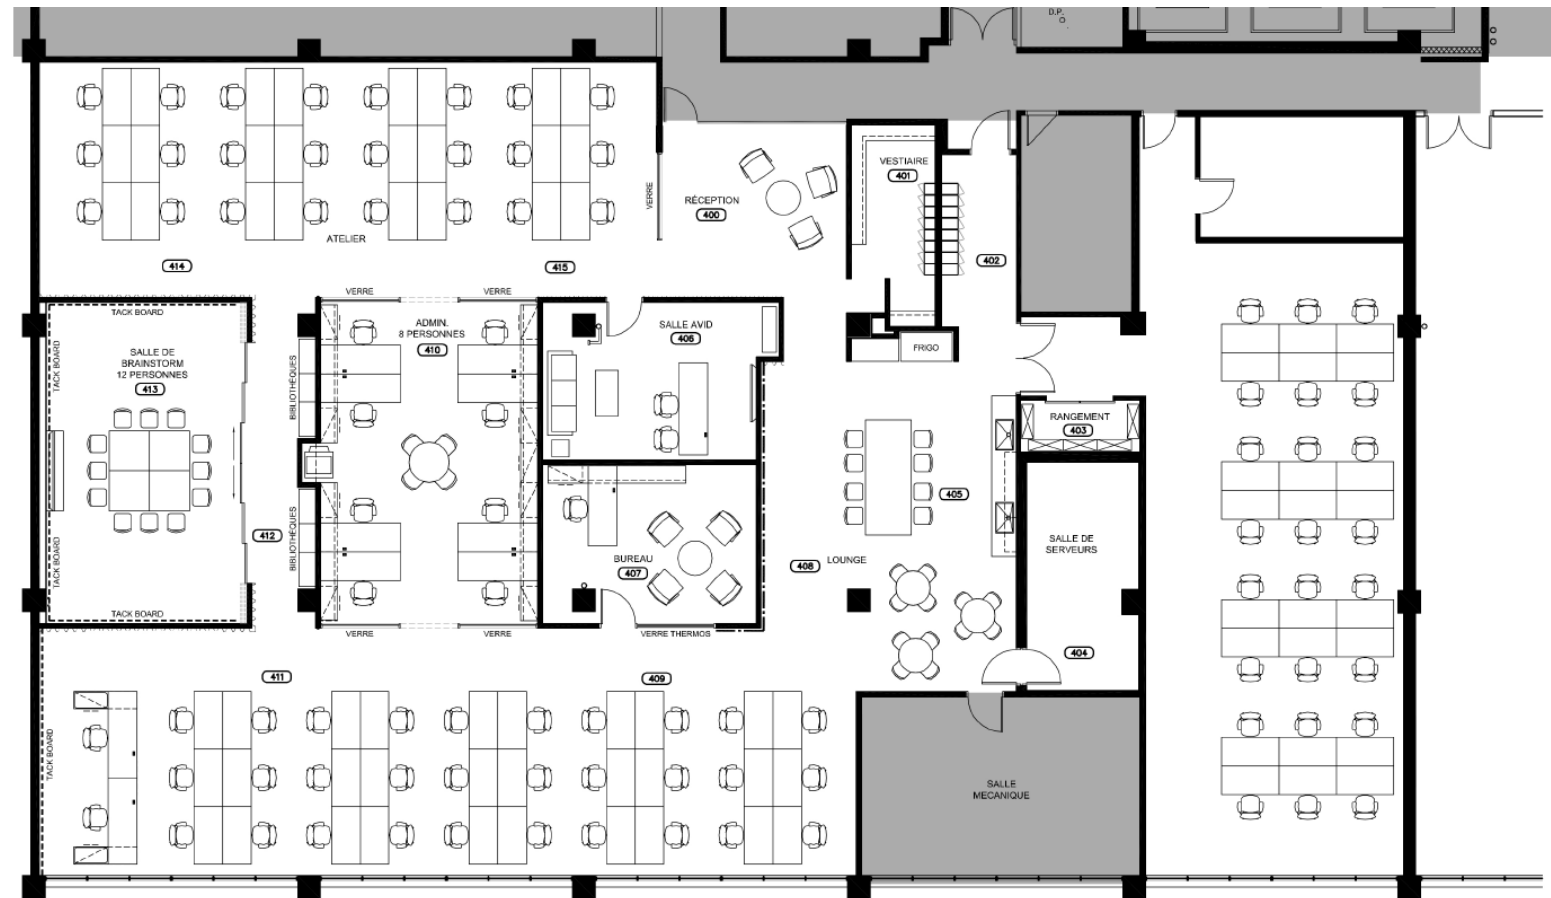 D.P.
VESTIAIRE
401
RÉCEPTION
400
VERRE
ATELIER
414
415
402
VERRE
VERRE
TACK BOARD
ADMIN.
8 PERSONNES
410
SALLE AVID
406
FRIGO
SALLE DE
BRAINSTORM
12 PERSONNES
413
TACK BOARD
BIBLIOTHÈQUES
RANGEMENT
403
405
412
BIBLIOTHÈQUES
TACK BOARD
SALLE DE
SERVEURS
BUREAU
407
408
LOUNGE
TACK BOARD
VERRE
VERRE
VERRE THERMOS
404
411
409
TACK BOARD
SALLE
MECANIQUE